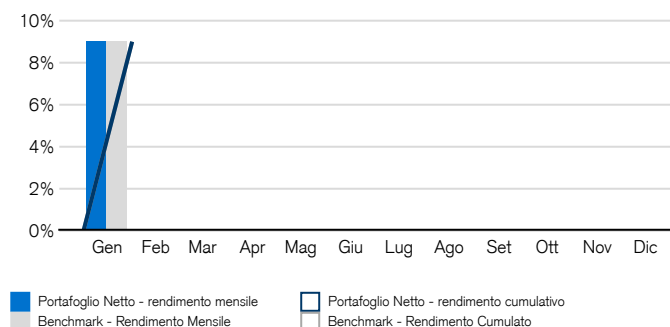 10%
8%
6%
4%
2%
0%
Gen Feb Mar Apr Mag Giu Lug Ago Set Ott Nov Dic
Portafoglio Netto - rendimento mensile Portafoglio Netto - rendimento cumulativo
Benchmark - Rendimento Mensile Benchmark - Rendimento Cumulato